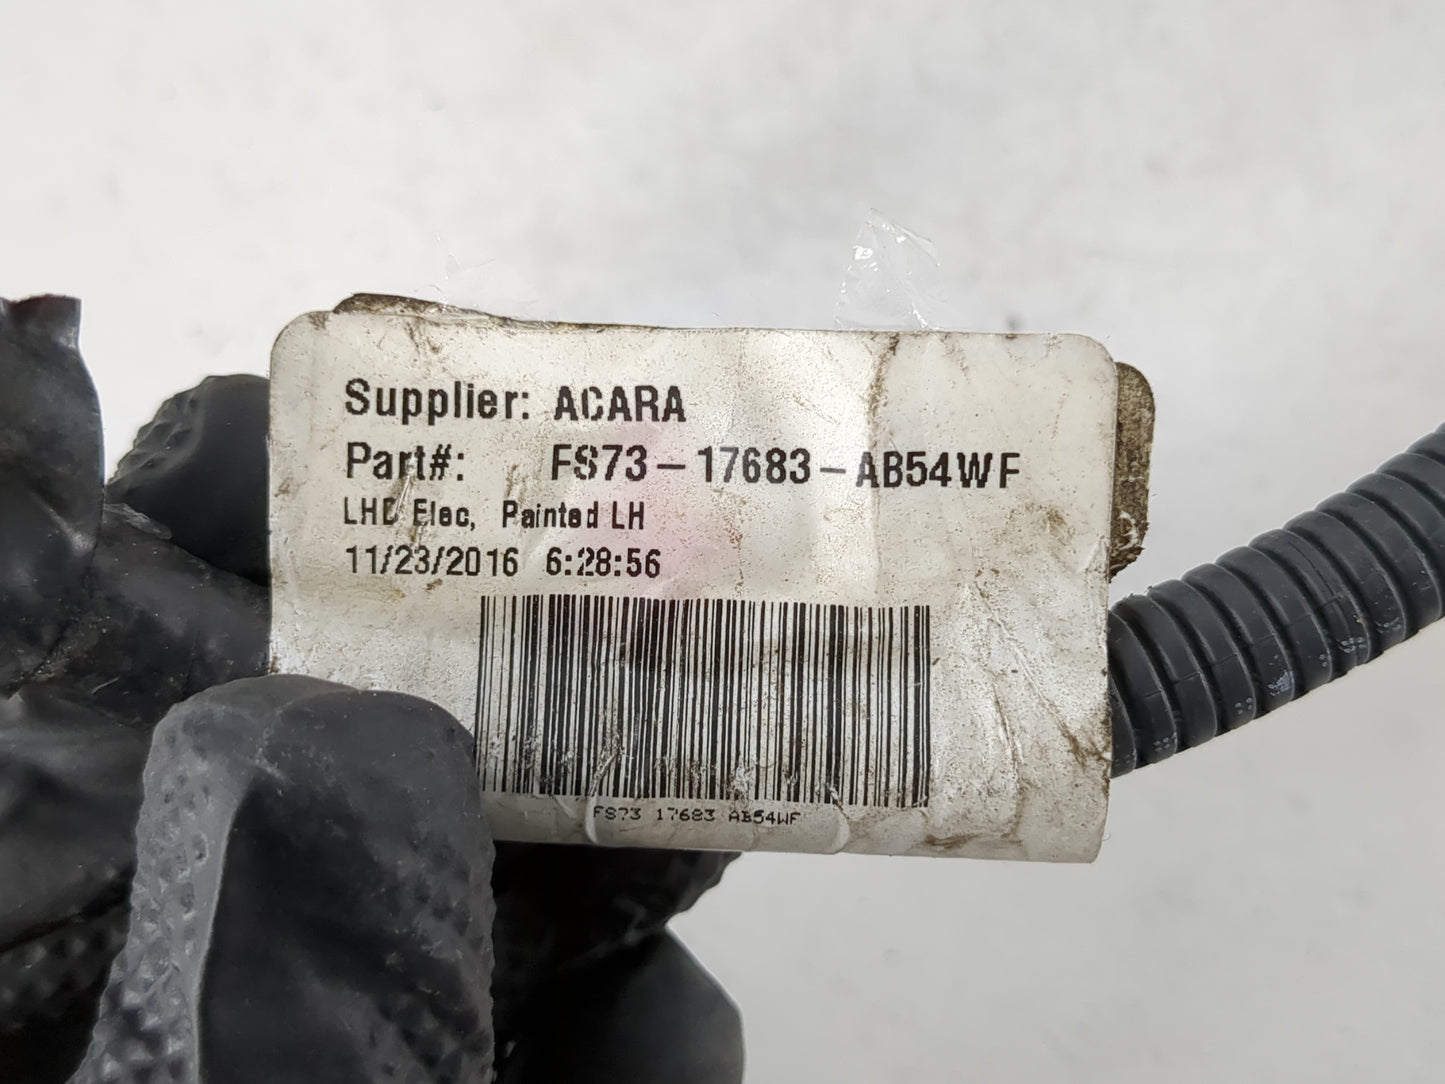 Supplier: ACARA
Part#: FS73-17683-AB54WF
LHD Elec, Painted LH
11/23/2016 6:28:56
FS73 17683 AB54WF